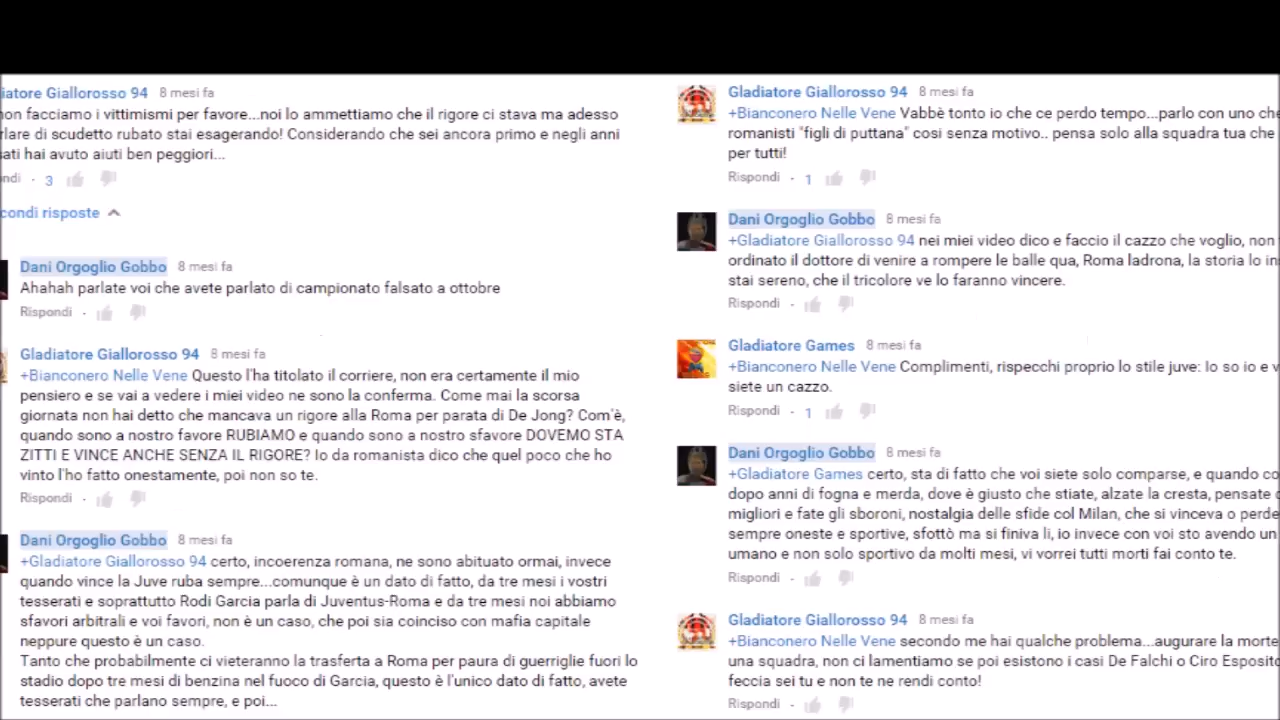 iatore Giallorosso 94 8 mesi fa
non facciamo i vittimismi per favore...noi lo ammettiamo che il rigore ci stava ma adesso
rlare di scudetto rubato stai esagerando! Considerando che sei ancora primo e negli anni
sati hai avuto aiuti ben peggiori...
ndi · 3
condi risposte
Dani Orgoglio Gobbo 8 mesi fa
Ahahah parlate voi che avete parlato di campionato falsato a ottobre
Rispondi ·
Gladiatore Giallorosso 94 8 mesi fa
+Bianconero Nelle Vene Questo l'ha titolato il corriere, non era certamente il mio
pensiero e se vai a vedere i miei video ne sono la conferma. Come mai la scorsa
giornata non hai detto che mancava un rigore alla Roma per parata di De Jong? Com'è,
quando sono a nostro favore RUBIAMO e quando sono a nostro sfavore DOVEMO STA
ZITTI E VINCE ANCHE SENZA IL RIGORE? Io da romanista dico che quel poco che ho
vinto l'ho fatto onestamente, poi non so te.
Rispondi ·
Dani Orgoglio Gobbo 8 mesi fa
+Gladiatore Giallorosso 94 certo, incoerenza romana, ne sono abituato ormai, invece
quando vince la Juve ruba sempre...comunque è un dato di fatto, da tre mesi i vostri
tesserati e soprattutto Rodi Garcia parla di Juventus-Roma e da tre mesi noi abbiamo
sfavori arbitrali e voi favori, non è un caso, che poi sia coinciso con mafia capitale
neppure questo è un caso.
Tanto che probabilmente ci vieteranno la trasferta a Roma per paura di guerriglie fuori lo
stadio dopo tre mesi di benzina nel fuoco di Garcia, questo è l'unico dato di fatto, avete
tesserati che parlano sempre, e poi...
Gladiatore Giallorosso 94 8 mesi fa
+Bianconero Nelle Vene Vabbè tonto io che ce perdo tempo...parlo con uno che
romanisti "figli di puttana" cosi senza motivo.. pensa solo alla squadra tua che
per tutti!
Rispondi · 1
Dani Orgoglio Gobbo 8 mesi fa
+Gladiatore Giallorosso 94 nei miei video dico e faccio il cazzo che voglio, non
ordinato il dottore di venire a rompere le balle qua, Roma ladrona, la storia lo in
stai sereno, che il tricolore ve lo faranno vincere.
Rispondi ·
Gladiatore Games 8 mesi fa
+Bianconero Nelle Vene Complimenti, rispecchi proprio lo stile juve: Io so io e v
siete un cazzo.
Rispondi · 1
Dani Orgoglio Gobbo 8 mesi fa
+Gladiatore Games certo, sta di fatto che voi siete solo comparse, e quando co
dopo anni di fogna e merda, dove è giusto che stiate, alzate la cresta, pensate
migliori e fate gli sboroni, nostalgia delle sfide col Milan, che si vinceva o perde
sempre oneste e sportive, sfottò ma si finiva li, io invece con voi sto avendo un
umano e non solo sportivo da molti mesi, vi vorrei tutti morti fai conto te.
Rispondi ·
Gladiatore Giallorosso 94 8 mesi fa
+Bianconero Nelle Vene secondo me hai qualche problema...augurare la morte
una squadra, non ci lamentiamo se poi esistono i casi De Falchi o Ciro Esposito
feccia sei tu e non te ne rendi conto!
Rispondi ·